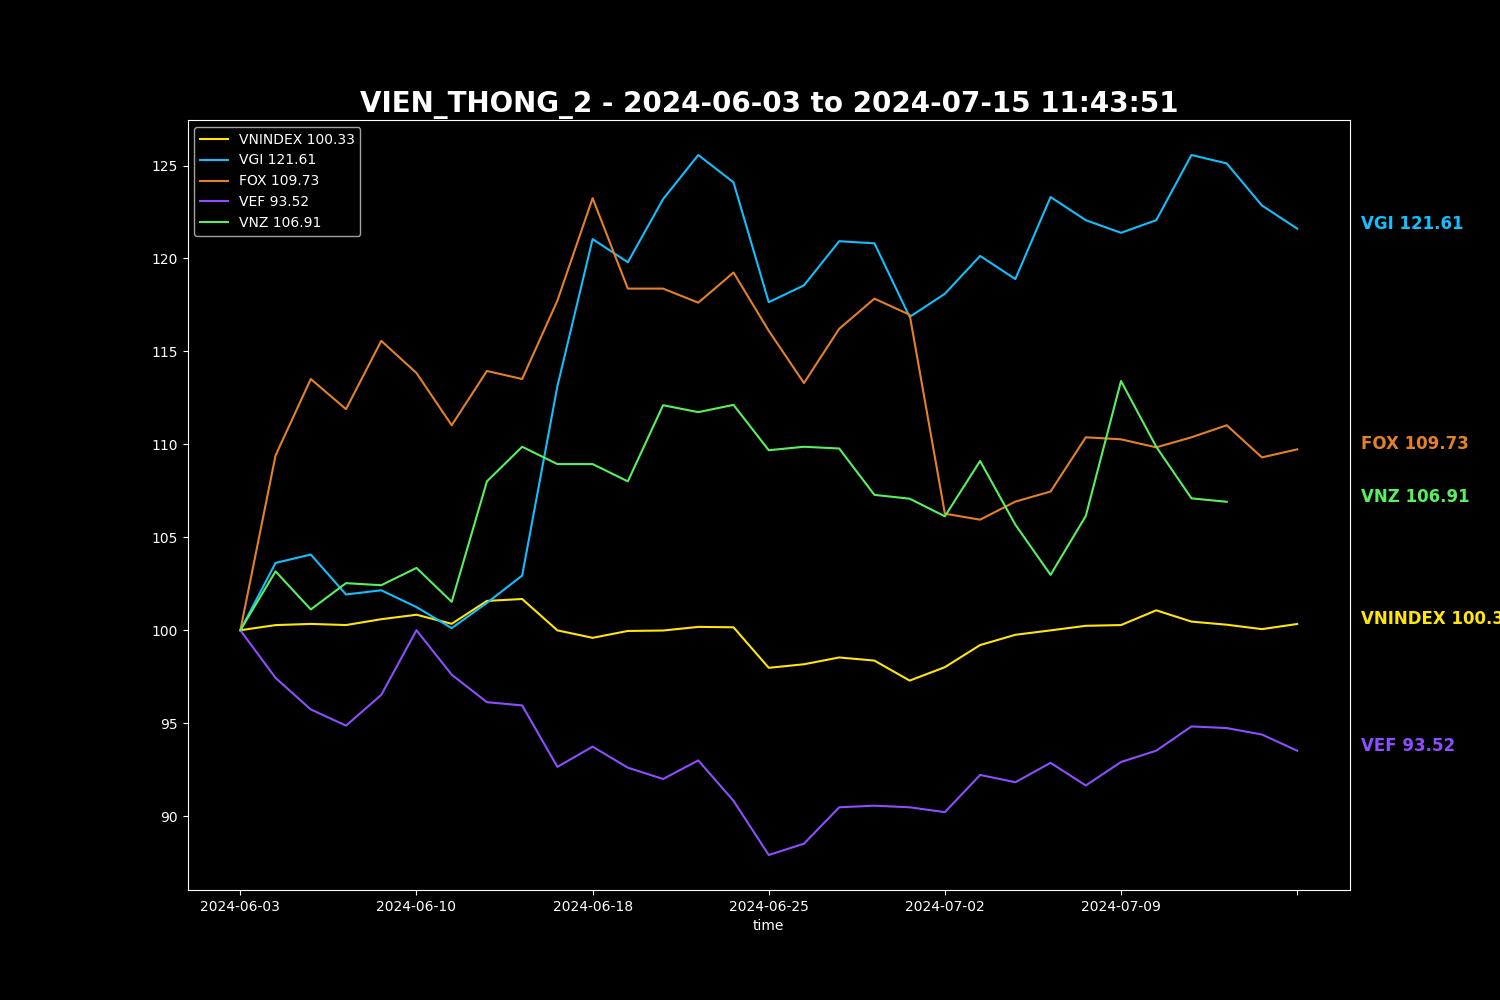 VIEN_THONG_2 - 2024-06-03 to 2024-07-15 11:43:51
VNINDEX 100.33
VGI 121.61
FOX 109.73
VEF 93.52
VNZ 106.91
125
120
115
110
105
100
95
90
VGI 121.61
FOX 109.73
VNZ 106.91
VNINDEX 100.3
VEF 93.52
2024-06-03 2024-06-10 2024-06-18 2024-06-25 2024-07-02 2024-07-09
time